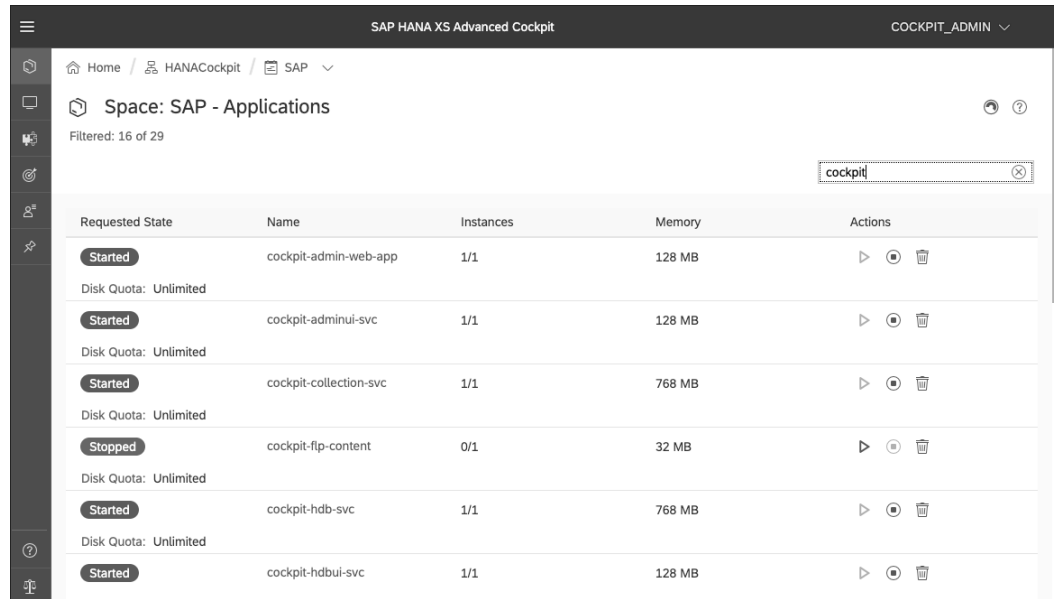 SAP HANA XS Advanced Cockpit COCKPIT_ADMIN
Home / HANACockpit / SAP
Space: SAP - Applications
Filtered: 16 of 29
cockpit
Requested State Name Instances Memory Actions
Started cockpit-admin-web-app 1/1 128 MB
Disk Quota: Unlimited
Started cockpit-adminui-svc 1/1 128 MB
Disk Quota: Unlimited
Started cockpit-collection-svc 1/1 768 MB
Disk Quota: Unlimited
Stopped cockpit-flp-content 0/1 32 MB
Disk Quota: Unlimited
Started cockpit-hdb-svc 1/1 768 MB
Disk Quota: Unlimited
Started cockpit-hdbui-svc 1/1 128 MB